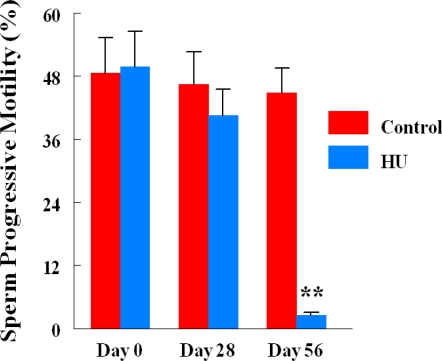 Sperm Progressive Motility (%)
60
48
36
24
12
0
**
Day 0
Day 28
Day 56
Control
HU